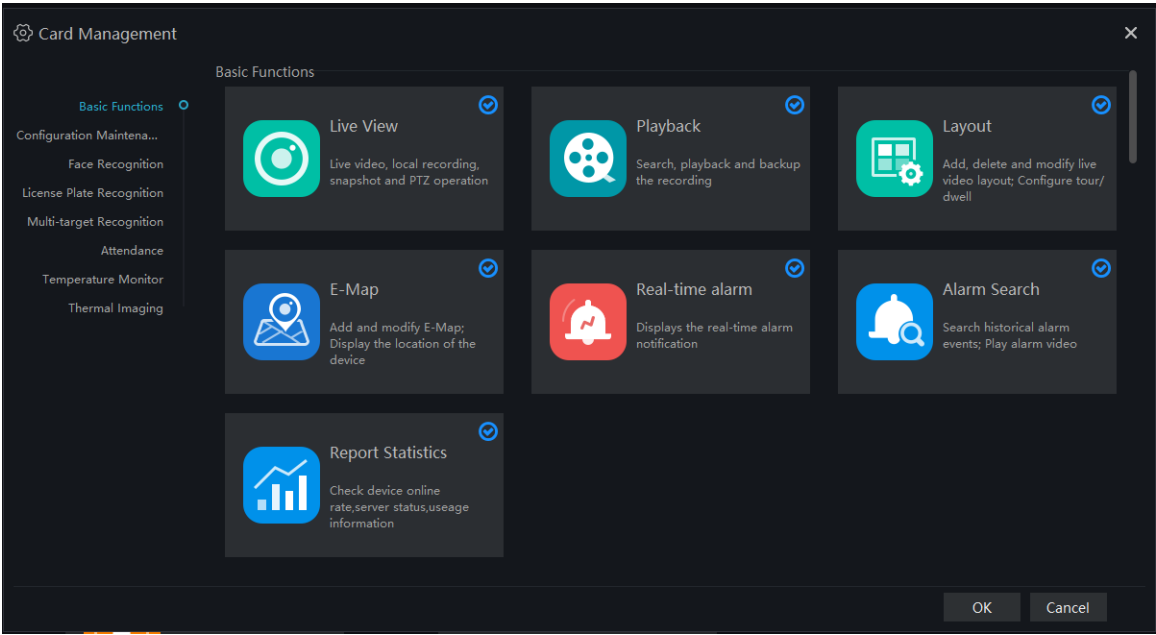 Card Management
Basic Functions
Basic Functions
Configuration Maintena...
Face Recognition
License Plate Recognition
Multi-target Recognition
Attendance
Temperature Monitor
Thermal Imaging
Live View
Live video, local recording,
snapshot and PTZ operation
Playback
Search, playback and backup
the recording
Layout
Add, delete and modify live
video layout; Configure tour/
dwell
E-Map
Add and modify E-Map;
Display the location of the
device
Real-time alarm
Displays the real-time alarm
notification
Alarm Search
Search historical alarm
events; Play alarm video
Report Statistics
Check device online
rate,server status,useage
information
OK
Cancel